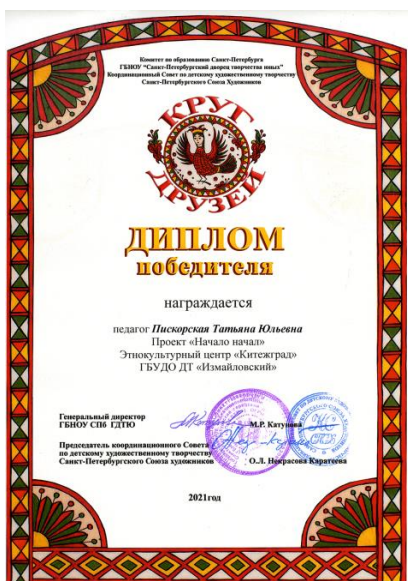 Комитет по образованию Санкт-Петербурга
ГБНОУ "Санкт-Петербургский дворец творчества юных"
Координационный Совет по детскому художественному творчеству
Санкт-Петербургского Союза Художников
КРУГ
ДРУЗЕЙ
ДИПЛОМ
победителя
награждается
педагог Пискорская Татьяна Юльевна
Проект «Начало начал»
Этнокультурный центр «Китежград»
ГБУДО ДТ «Измайловский»
Генеральный директор
ГБНОУ СПб ГДТЮ М.Р. Катунова
Председатель координационного Совета
по детскому художественному творчеству
Санкт-Петербургского Союза художников О.Л. Некрасова Каратеева
2021год